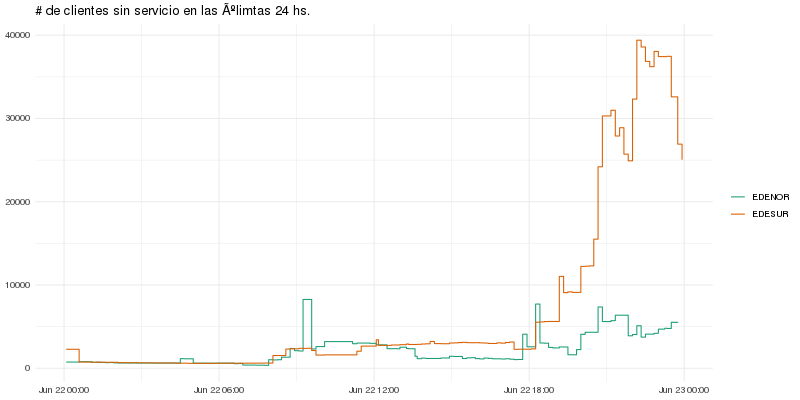 # de clientes sin servicio en las Ãºlimtas 24 hs.
40000
30000
20000
10000
0
Jun 22 00:00
Jun 22 06:00
Jun 22 12:00
Jun 22 18:00
Jun 23 00:00
EDENOR
EDESUR